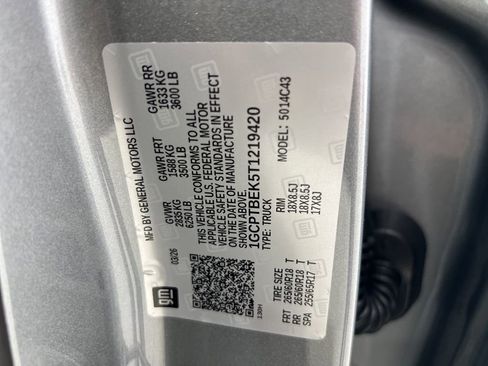 MFD BY GENERAL MOTORS LLC
03/26
GVWR
2835 KG
6250 LB
GAWR FRT
1588 KG
3500 LB
GAWR RR
1633 KG
3600 LB
THIS VEHICLE CONFORMS TO ALL
APPLICABLE U.S. FEDERAL MOTOR
VEHICLE SAFETY STANDARDS IN EFFECT
ON THE DATE OF MANUFACTURE
SHOWN ABOVE.
1GCPTBEK5T1219420
TYPE: TRUCK
5014C43
gm
130H
TIRE SIZE RIM
FRT 265/60R18 T 18X8.5J
RR 265/60R18 T 18X8.5J
SPA 255/65R17 T 17X8J